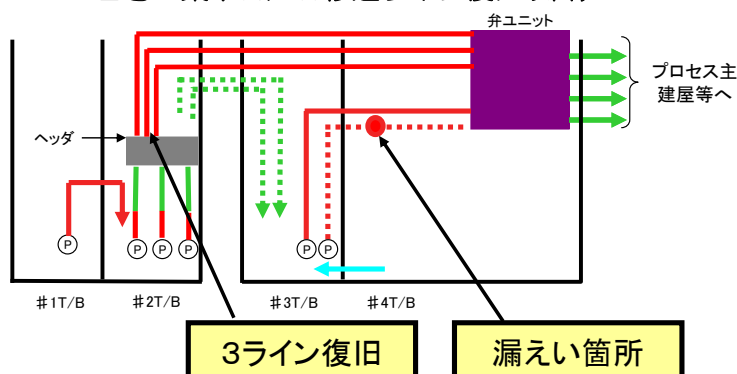 弁ユニット
プロセス主
建屋等へ
ヘッダ
P
P
P
P
P
P
#1T/B
#2T/B
#3T/B
#4T/B
3ライン復旧
漏えい箇所